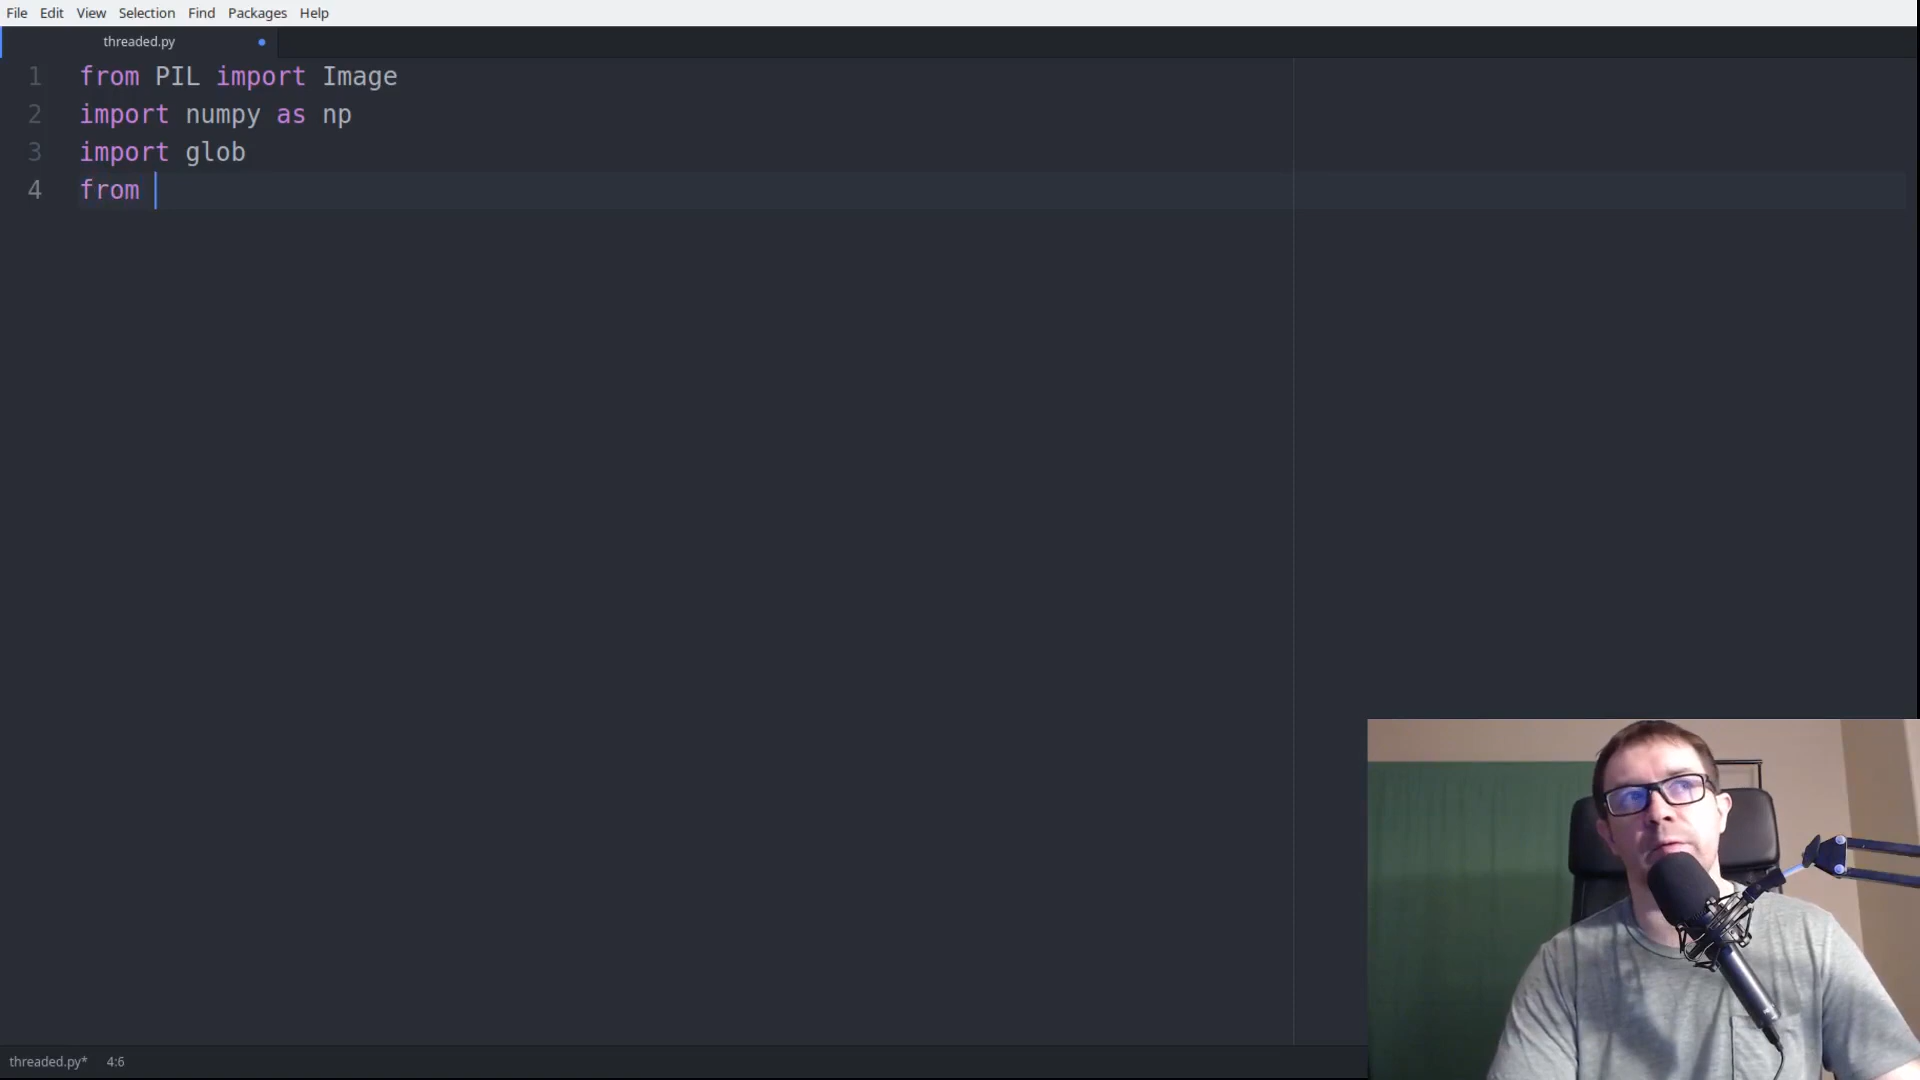 File Edit View Selection Find Packages Help
threaded.py
1 from PIL import Image
2 import numpy as np
3 import glob
4 from
threaded.py* 4:6